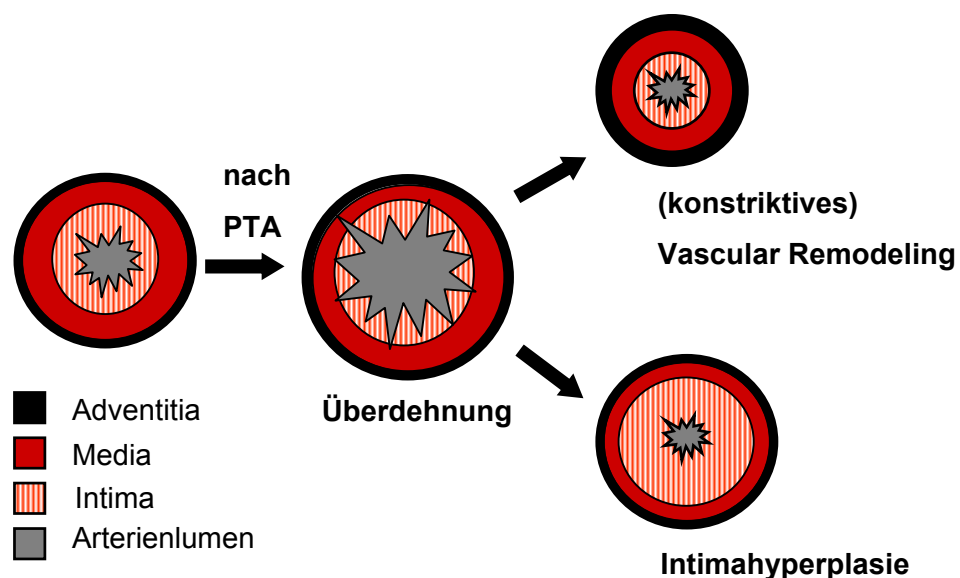 nach
PTA
(konstriktives)
Vascular Remodeling
Überdehnung
Adventitia
Media
Intima
Arterienlumen
Intimahyperplasie